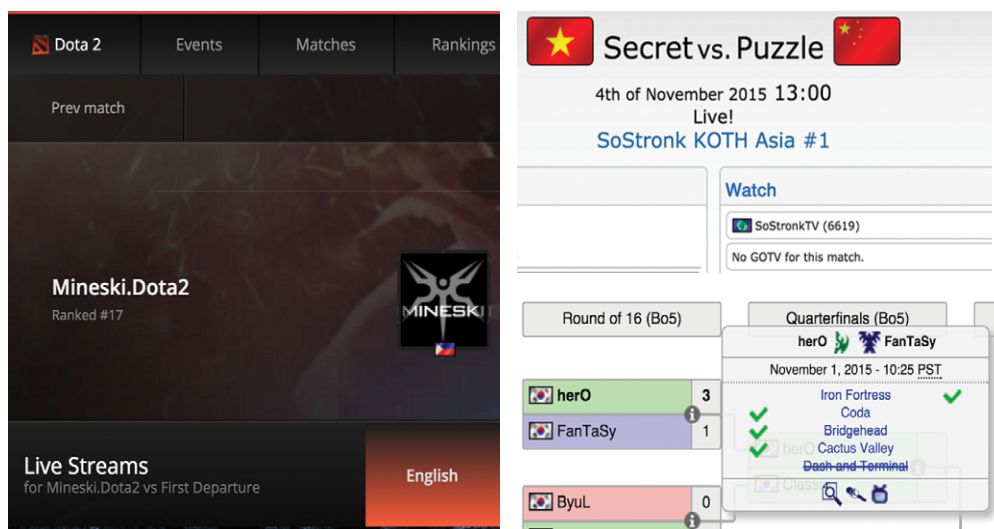 Dota 2
Events
Matches
Rankings
Prev match
Mineski.Dota2
Ranked #17
MINESKI
Live Streams
for Mineski.Dota2 vs First Departure
English
Secret vs. Puzzle
4th of November 2015 13:00
Live!
SoStronk KOTH Asia #1
Watch
SoStronkTV (6619)
No GOTV for this match.
Round of 16 (Bo5)
Quarterfinals (Bo5)
herO FanTaSy
November 1, 2015 - 10:25 PST
Iron Fortress
Coda
Bridgehead
Cactus Valley
Dash and Terminal
herO 3
FanTaSy 1
ByuL 0
herO
Classic